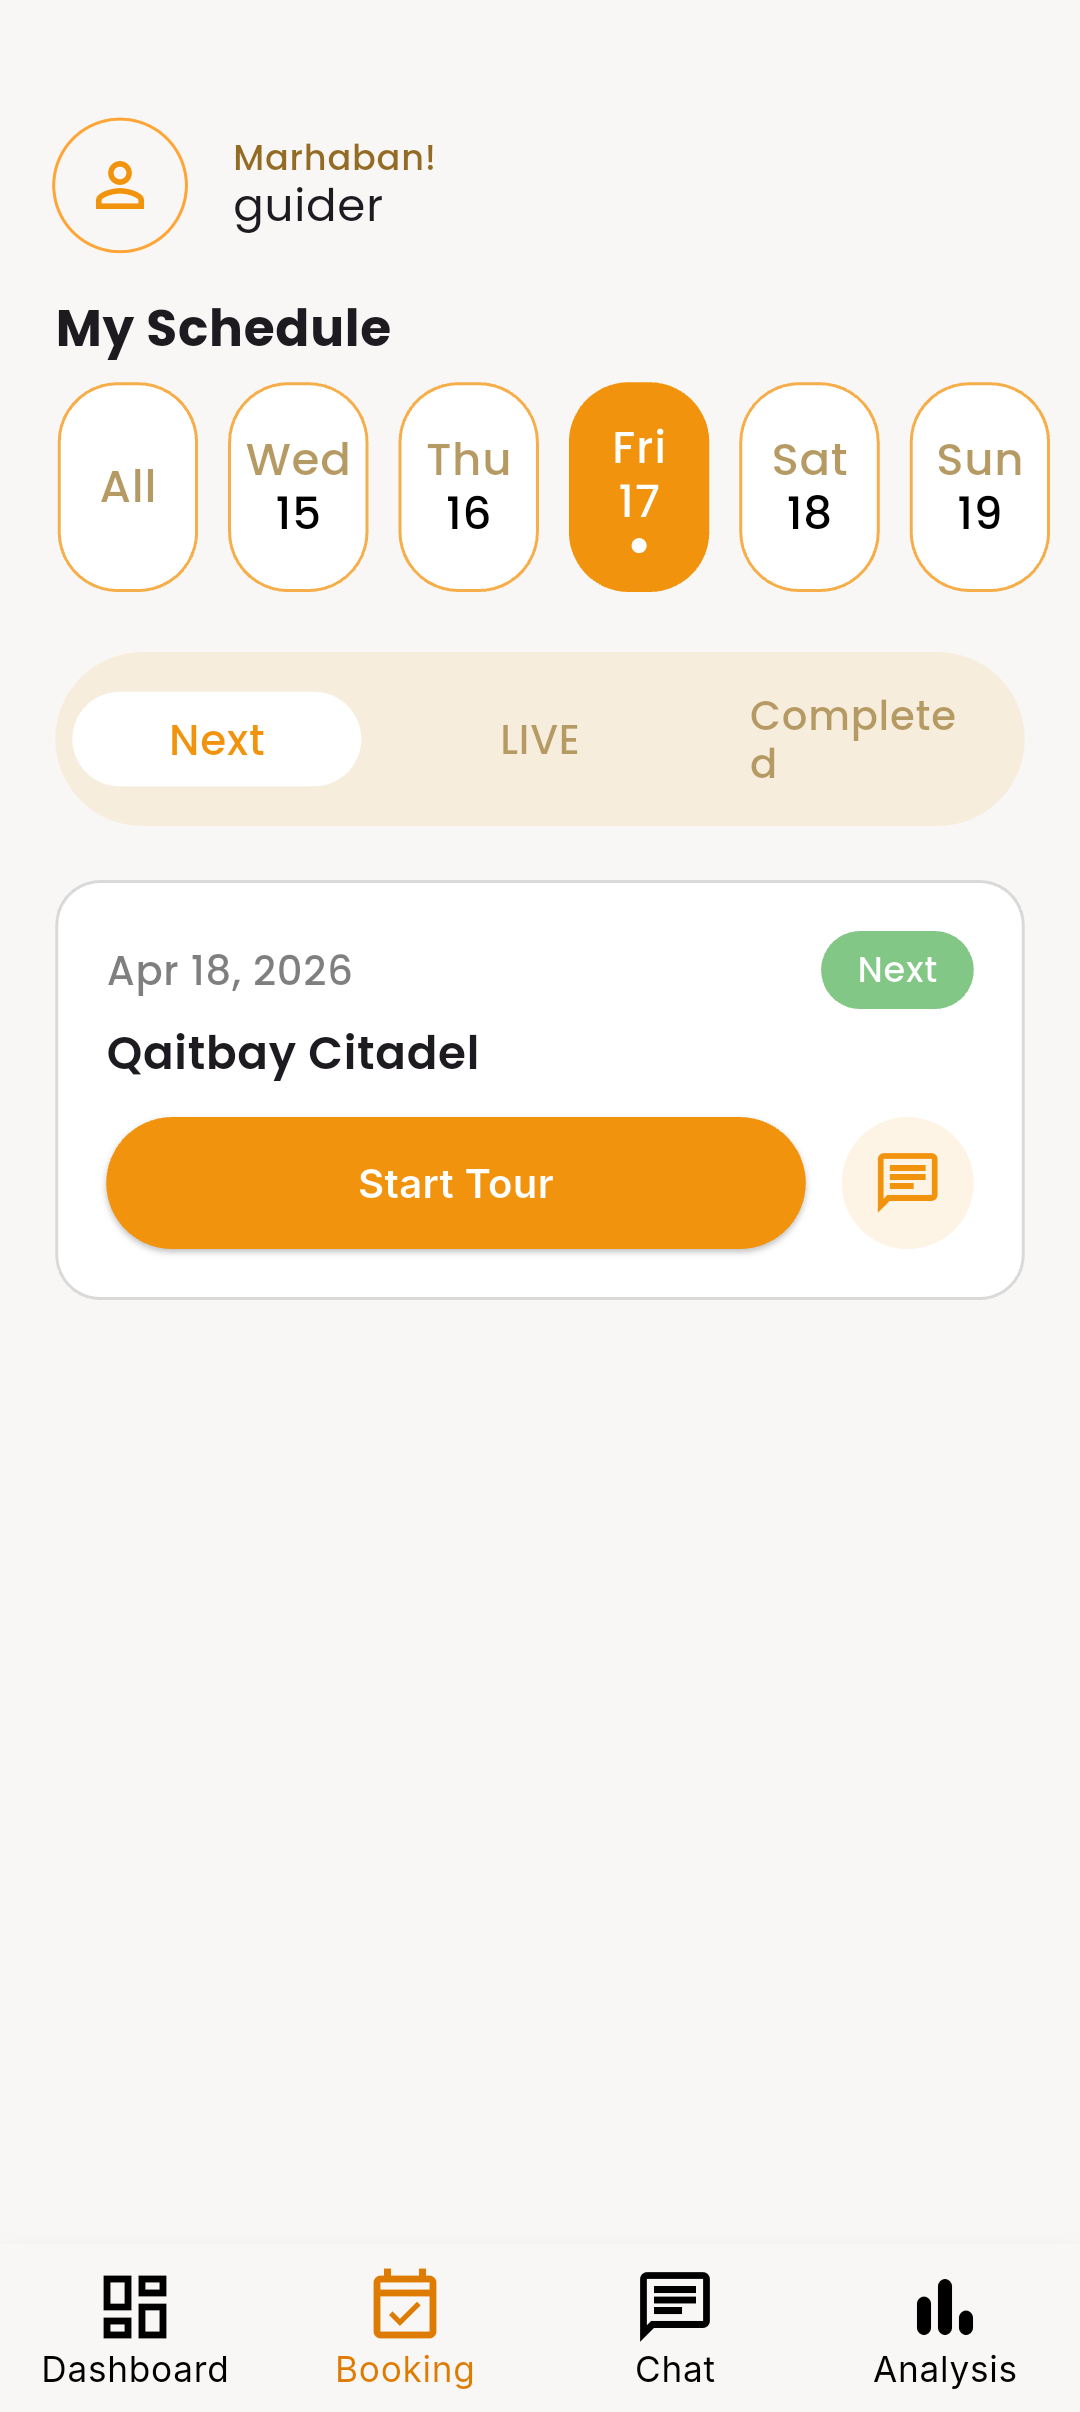 Marhaban!
guider
My Schedule
All
Wed
15
Thu
16
Fri
17
Sat
18
Sun
19
Next
LIVE
Complete
d
Apr 18, 2026
Next
Qaitbay Citadel
Start Tour
Dashboard
Booking
Chat
Analysis